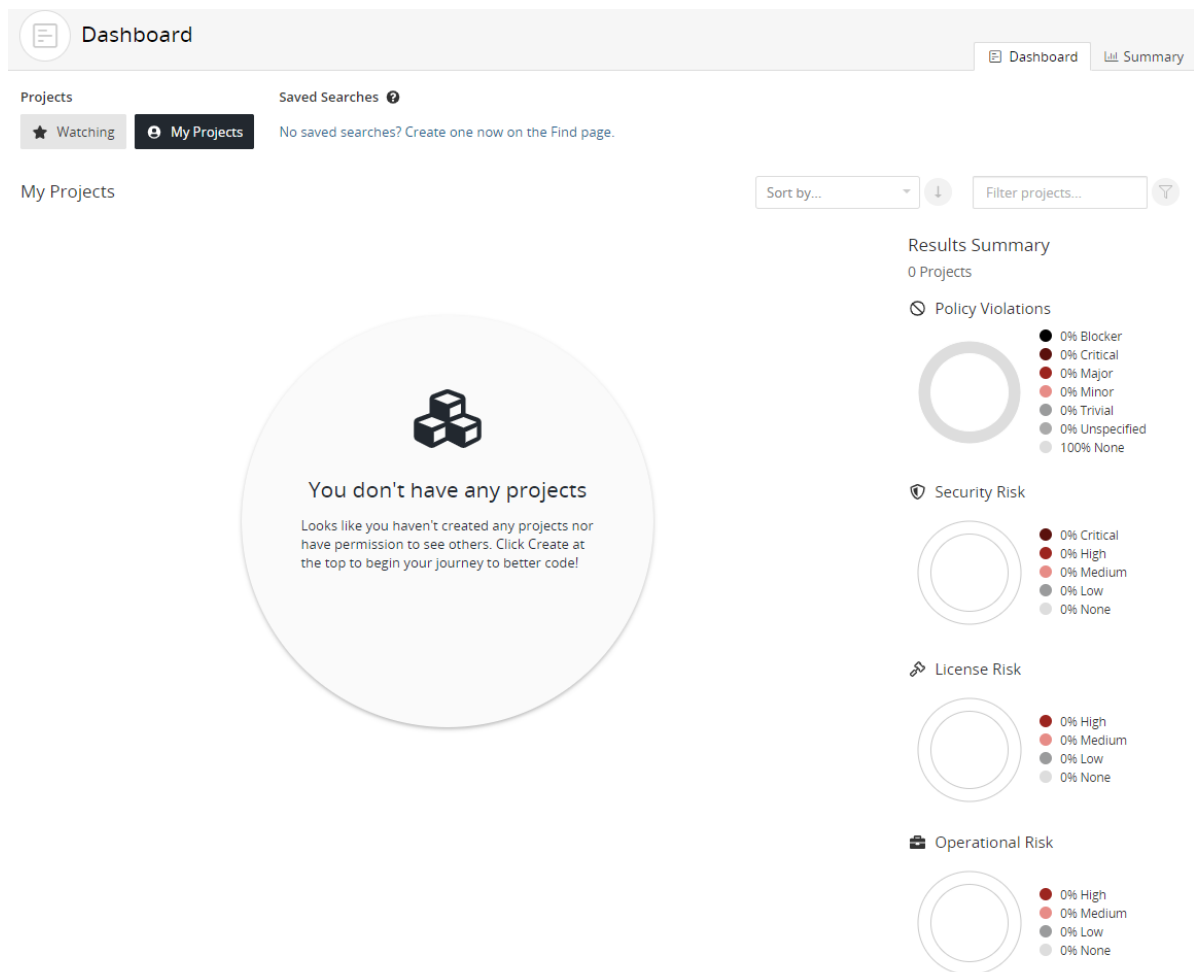 Dashboard
Dashboard
Summary
Projects
Saved Searches
Watching
My Projects
No saved searches? Create one now on the Find page.
My Projects
Sort by...
Filter projects...
Results Summary
0 Projects
Policy Violations
0% Blocker
0% Critical
0% Major
0% Minor
0% Trivial
0% Unspecified
100% None
You don't have any projects
Looks like you haven't created any projects nor
have permission to see others. Click Create at
the top to begin your journey to better code!
Security Risk
0% Critical
0% High
0% Medium
0% Low
0% None
License Risk
0% High
0% Medium
0% Low
0% None
Operational Risk
0% High
0% Medium
0% Low
0% None